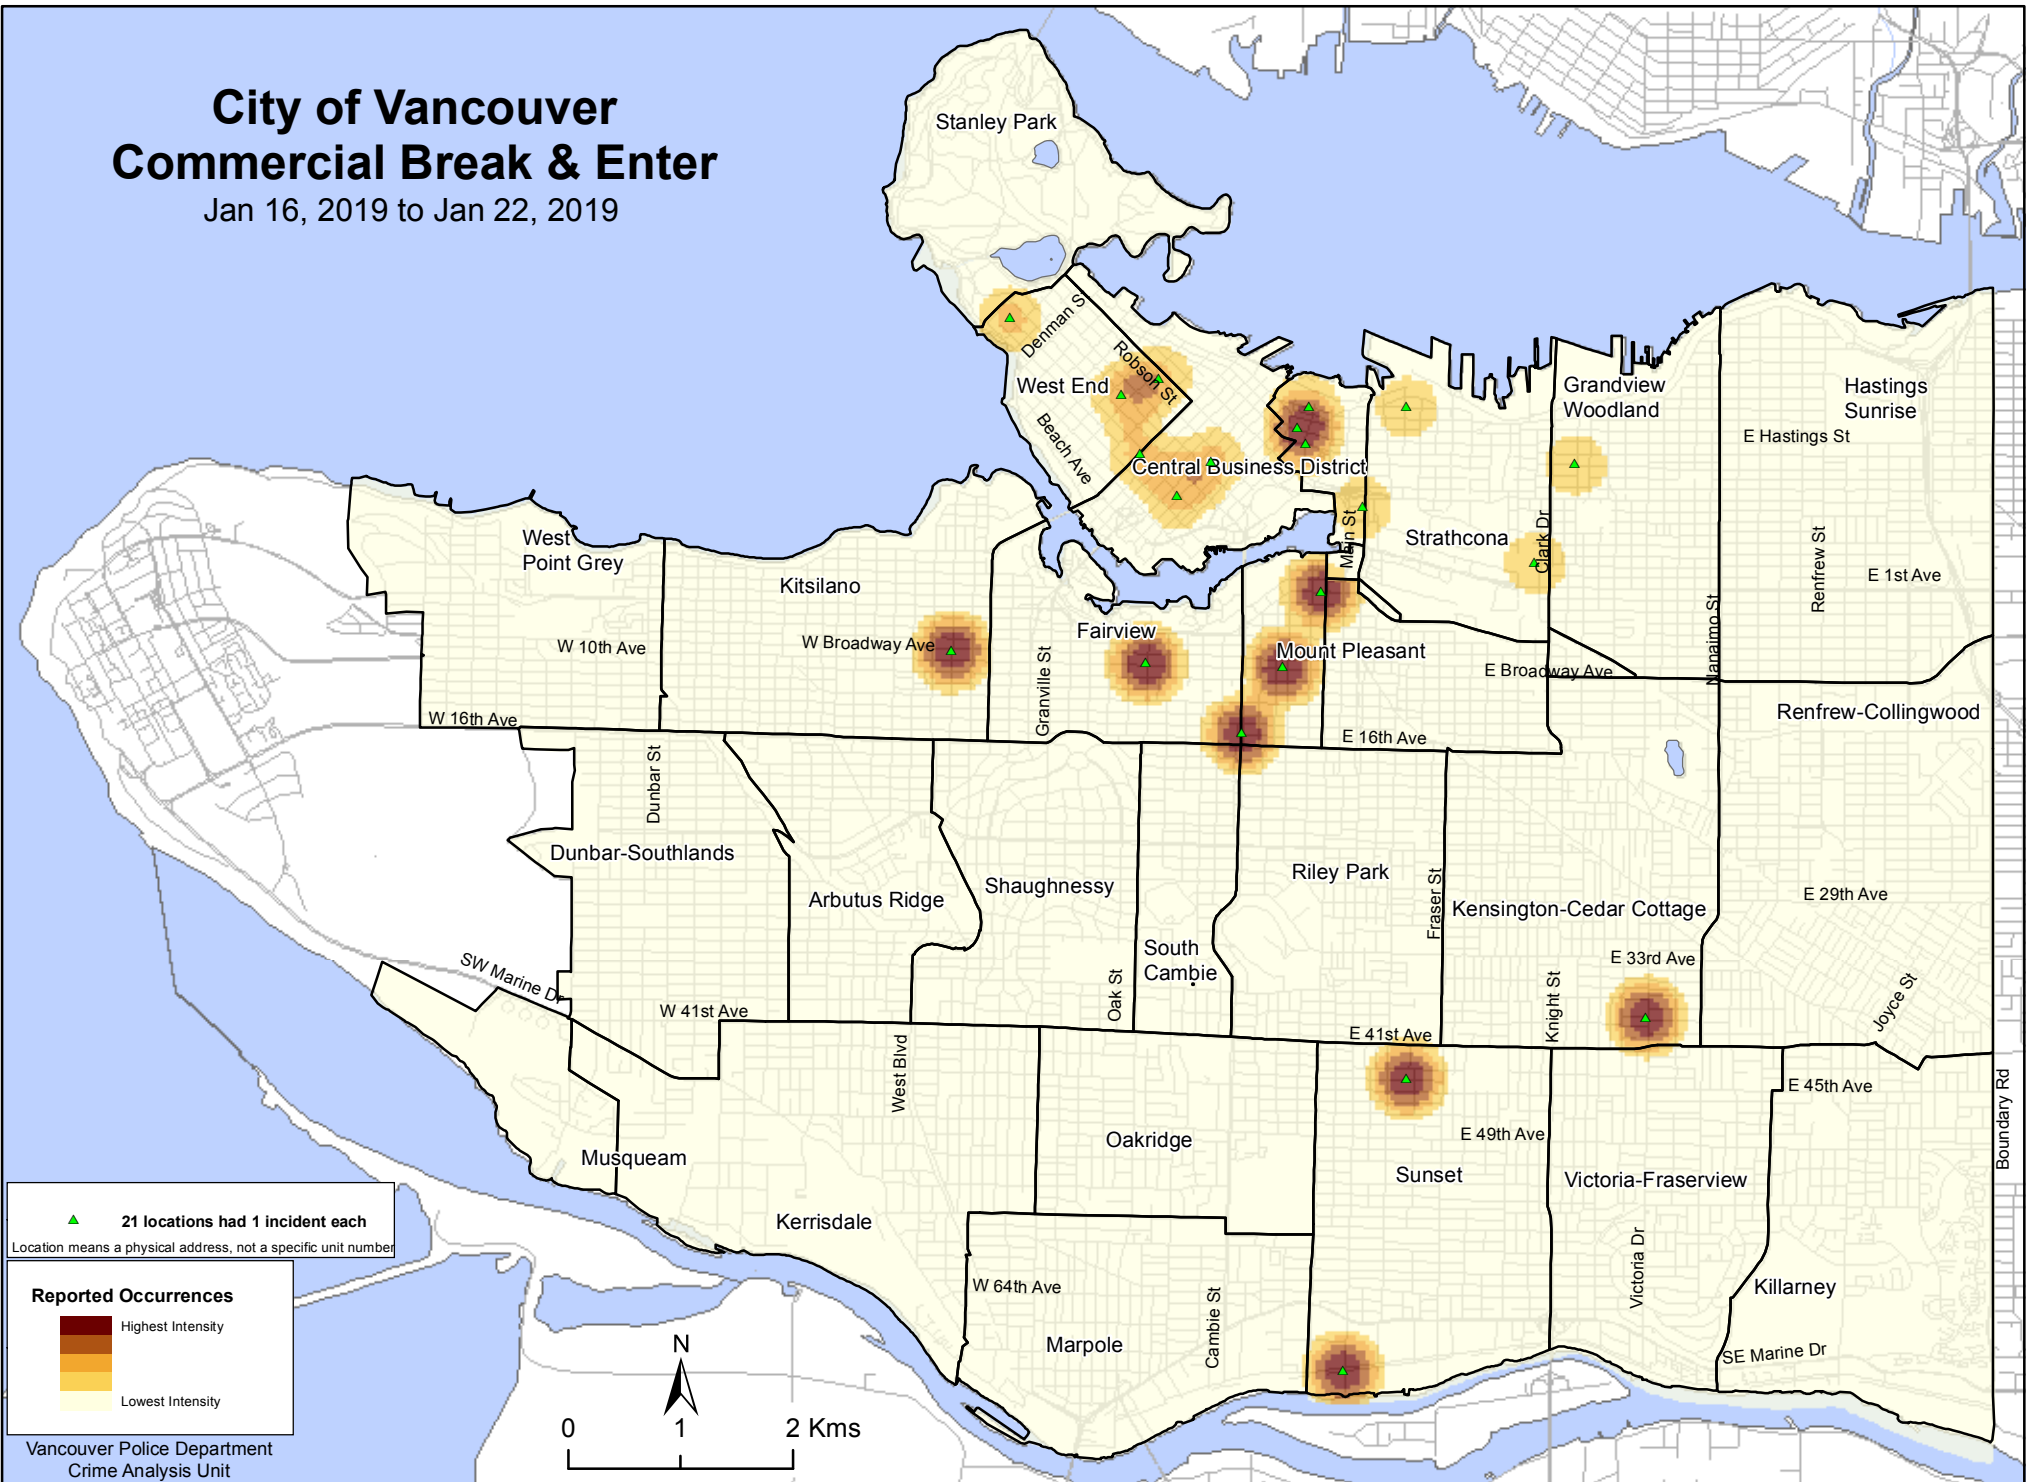 City of Vancouver
Commercial Break & Enter
Jan 16, 2019 to Jan 22, 2019
Stanley Park
Denman S
Robson St
West End
Beach Ave
Central Business District
Main St
Grandview
Woodland
Hastings
Sunrise
E Hastings St
Strathcona
Clark Dr
Renfrew St
E 1st Ave
Nanaimo St
West
Point Grey
Kitsilano
W 10th Ave
W Broadway Ave
Fairview
Granville St
Mount Pleasant
E Broadway Ave
W 16th Ave
E 16th Ave
Renfrew-Collingwood
Dunbar St
Dunbar-Southlands
Arbutus Ridge
Shaughnessy
Riley Park
Fraser St
Kensington-Cedar Cottage
E 29th Ave
South
Cambie
Oak St
E 33rd Ave
Knight St
Joyce St
SW Marine Dr
W 41st Ave
E 41st Ave
West Blvd
E 45th Ave
Boundary Rd
E 49th Ave
Oakridge
Musqueam
Sunset
Victoria-Fraserview
Kerrisdale
Victoria Dr
W 64th Ave
Cambie St
Killarney
Marpole
SE Marine Dr
21 locations had 1 incident each
Location means a physical address, not a specific unit number
Reported Occurrences
Highest Intensity
Lowest Intensity
Vancouver Police Department
Crime Analysis Unit
N
0 1 2 Kms